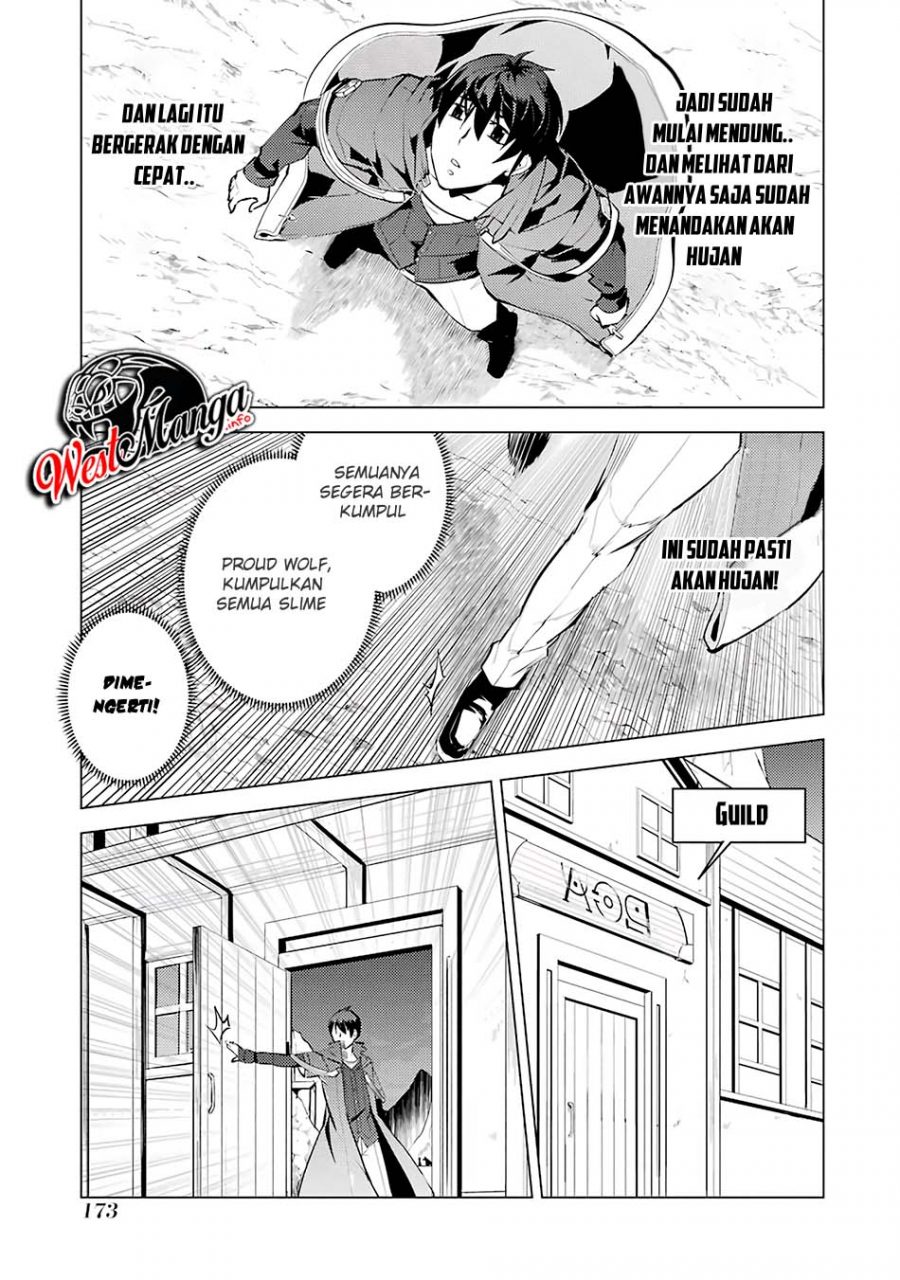 JADI SUDAH
MULAI MENDUNG..
DAN MELIHAT DARI
AWANNYA SAJA SUDAH
MENANDAKAN AKAN
HUJAN
DAN LAGI ITU
BERGERAK DENGAN
CEPAT..
WestManga
.info
INI SUDAH PASTI
AKAN HUJAN!
SEMUANYA
SEGERA BER-
KUMPUL
PROUD WOLF,
KUMPULKAN
SEMUA SLIME
DIME-
NGERTI!
GUILD
173